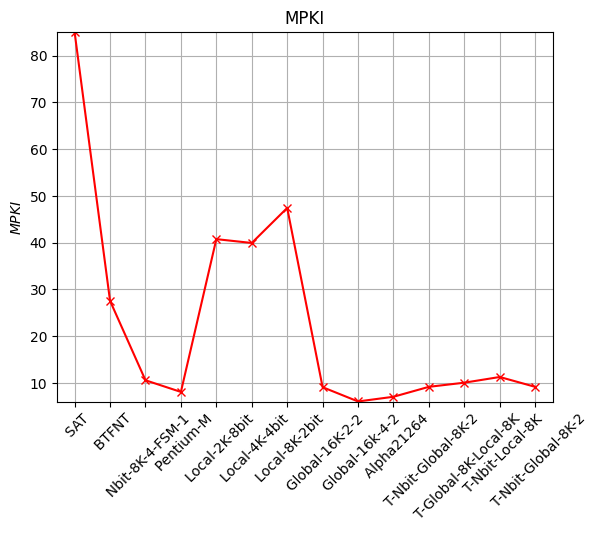 MPKI
MPKI
80
70
60
50
40
30
20
10
SAT
BTFNT
Nbit-8K-4-FSM-1
Pentium-M
Local-2K-8bit
Local-4K-4bit
Local-8K-2bit
Global-16K-2-2
Global-16K-4-2
Alpha21264
T-Nbit-Global-8K-2
T-Global-8K-Local-8K
T-Nbit-Local-8K
T-Nbit-Global-8K-2